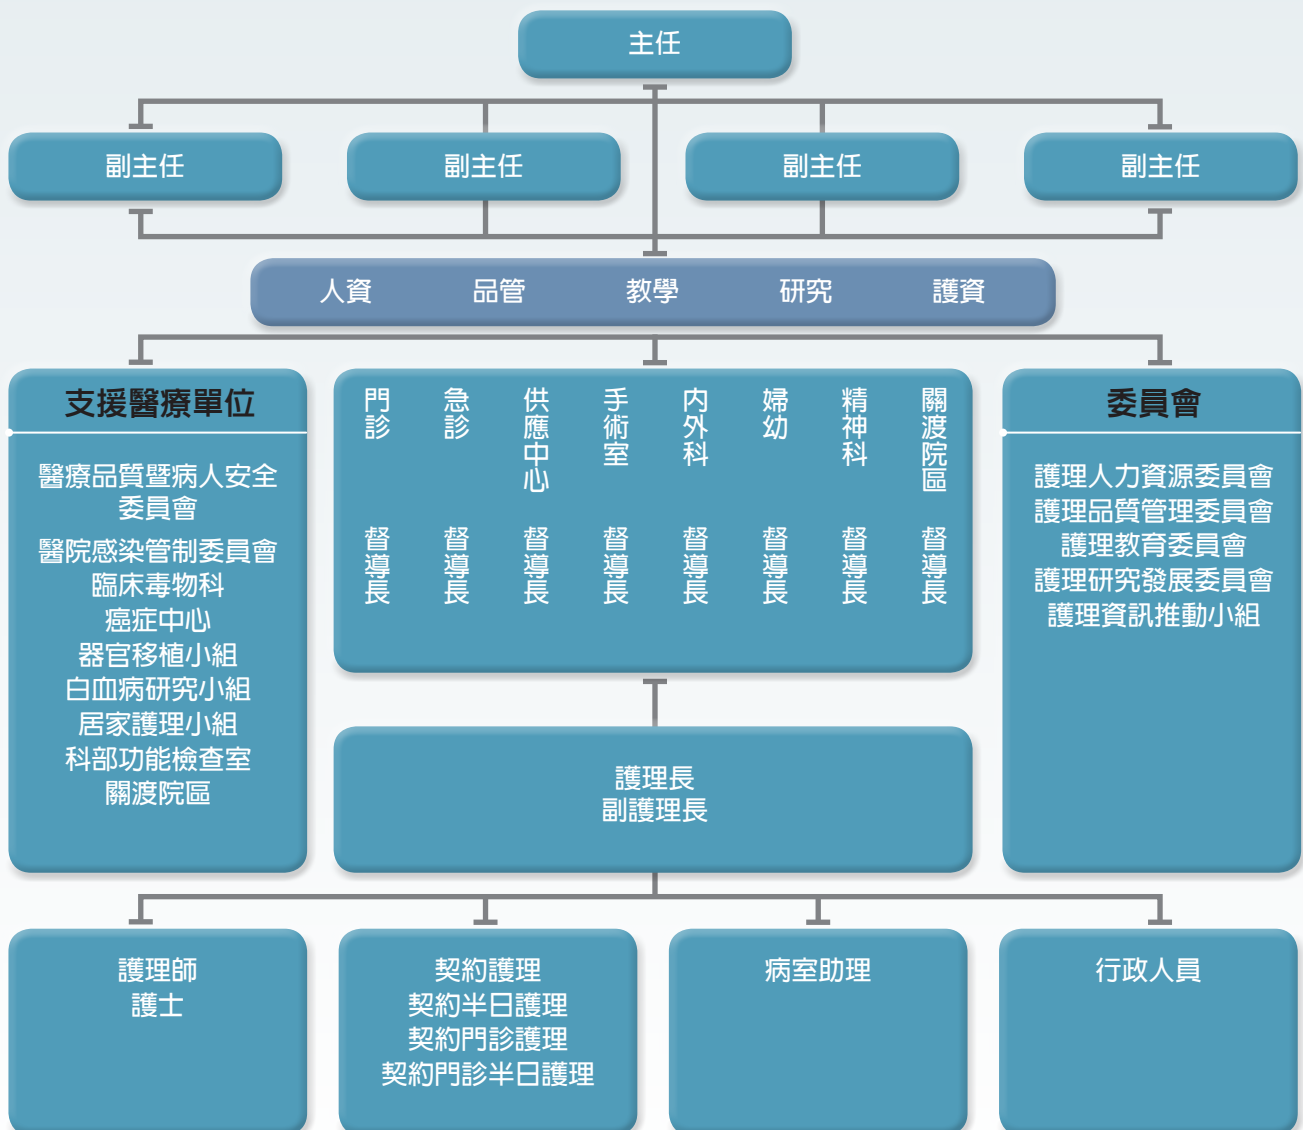 主任
副主任
副主任
副主任
副主任
人資 品管 教學 研究 護資
支援醫療單位
醫療品質暨病人安全
委員會
醫院感染管制委員會
臨床毒物科
癌症中心
器官移植小組
白血病研究小組
居家護理小組
科部功能檢查室
關渡院區
門診 督導長
急診 督導長
供應中心 督導長
手術室 督導長
內外科 督導長
婦幼 督導長
精神科 督導長
關渡院區 督導長
委員會
護理人力資源委員會
護理品質管理委員會
護理教育委員會
護理研究發展委員會
護理資訊推動小組
護理長
副護理長
護理師
護士
契約護理
契約半日護理
契約門診護理
契約門診半日護理
病室助理
行政人員